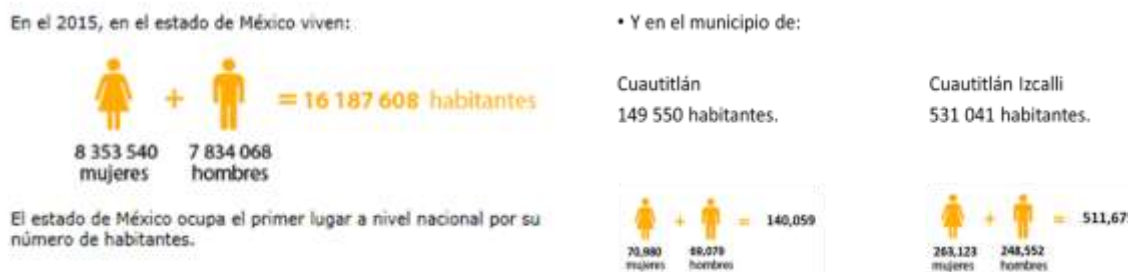 En el 2015, en el estado de México viven:
+ = 16 187 608 habitantes
8 353 540 7 834 068
mujeres hombres
El estado de México ocupa el primer lugar a nivel nacional por su
número de habitantes.
• Y en el municipio de:
Cuautitlán
149 550 habitantes.
+ = 140,059
70,980 69,079
mujeres hombres
Cuautitlán Izcalli
531 041 habitantes.
+ = 511,675
263,123 248,552
mujeres hombres